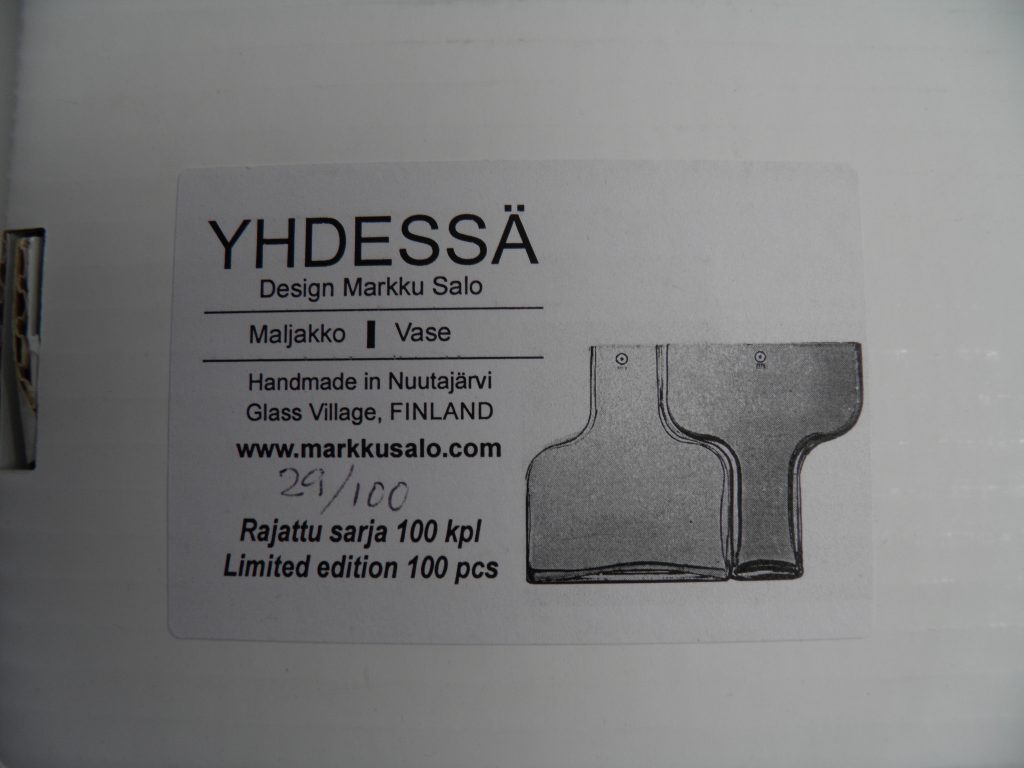 YHDESSÄ
Design Markku Salo
Maljakko | Vase
Handmade in Nuutajärvi
Glass Village, FINLAND
www.markkusalo.com
29/100
Rajattu sarja 100 kpl
Limited edition 100 pcs